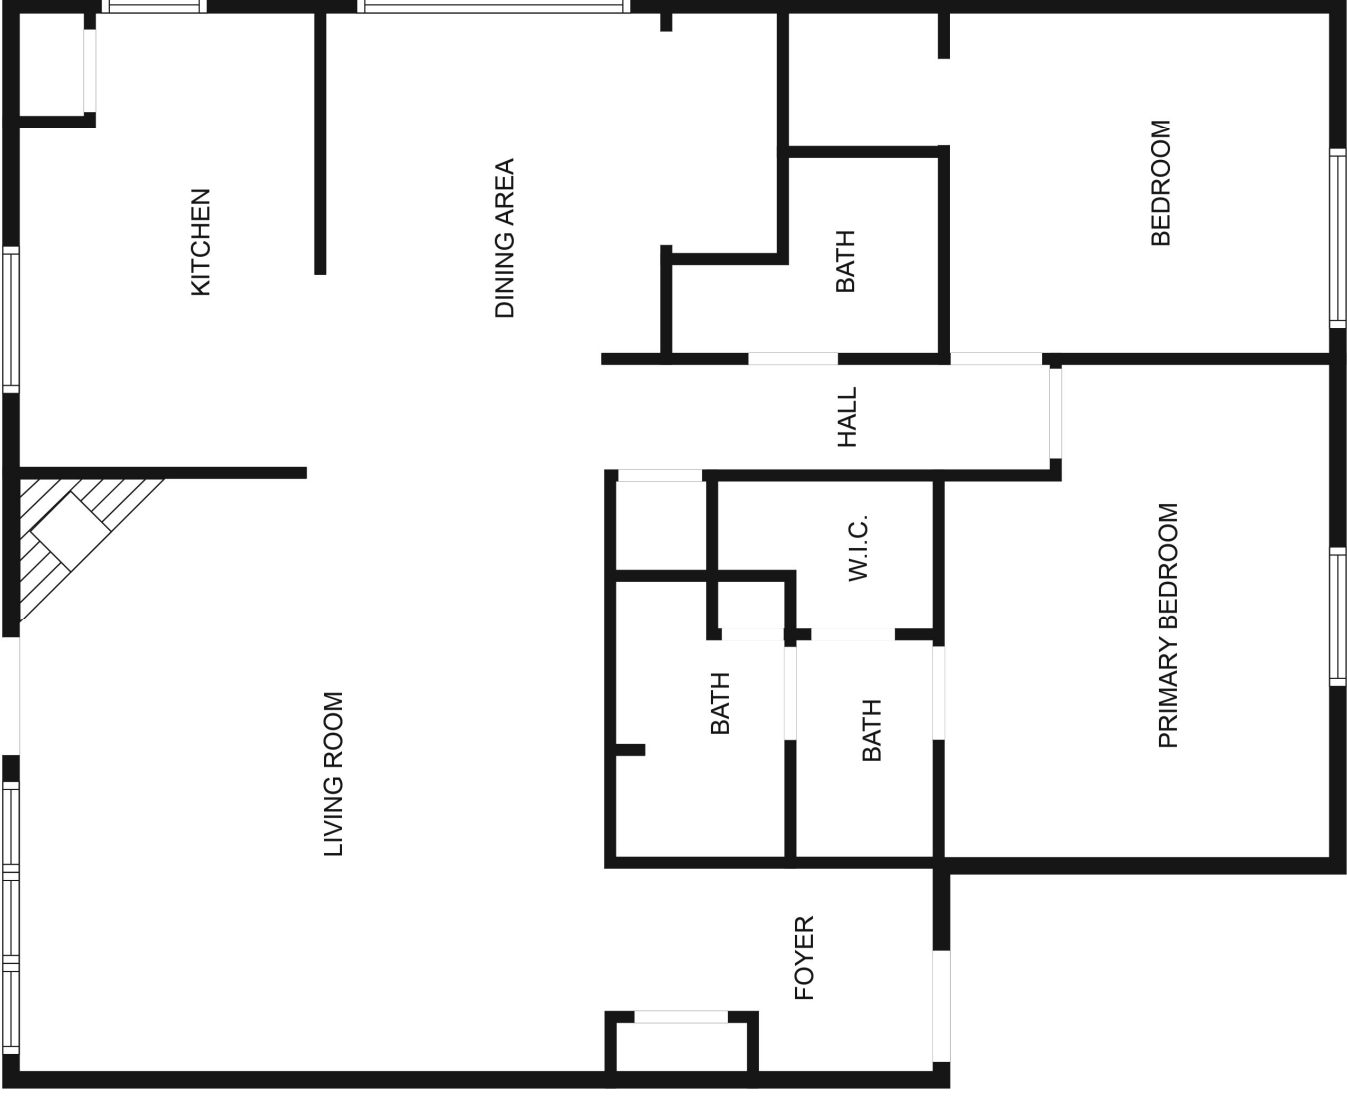 KITCHEN
DINING AREA
BATH
BEDROOM
HALL
W.I.C.
PRIMARY BEDROOM
LIVING ROOM
BATH
BATH
FOYER